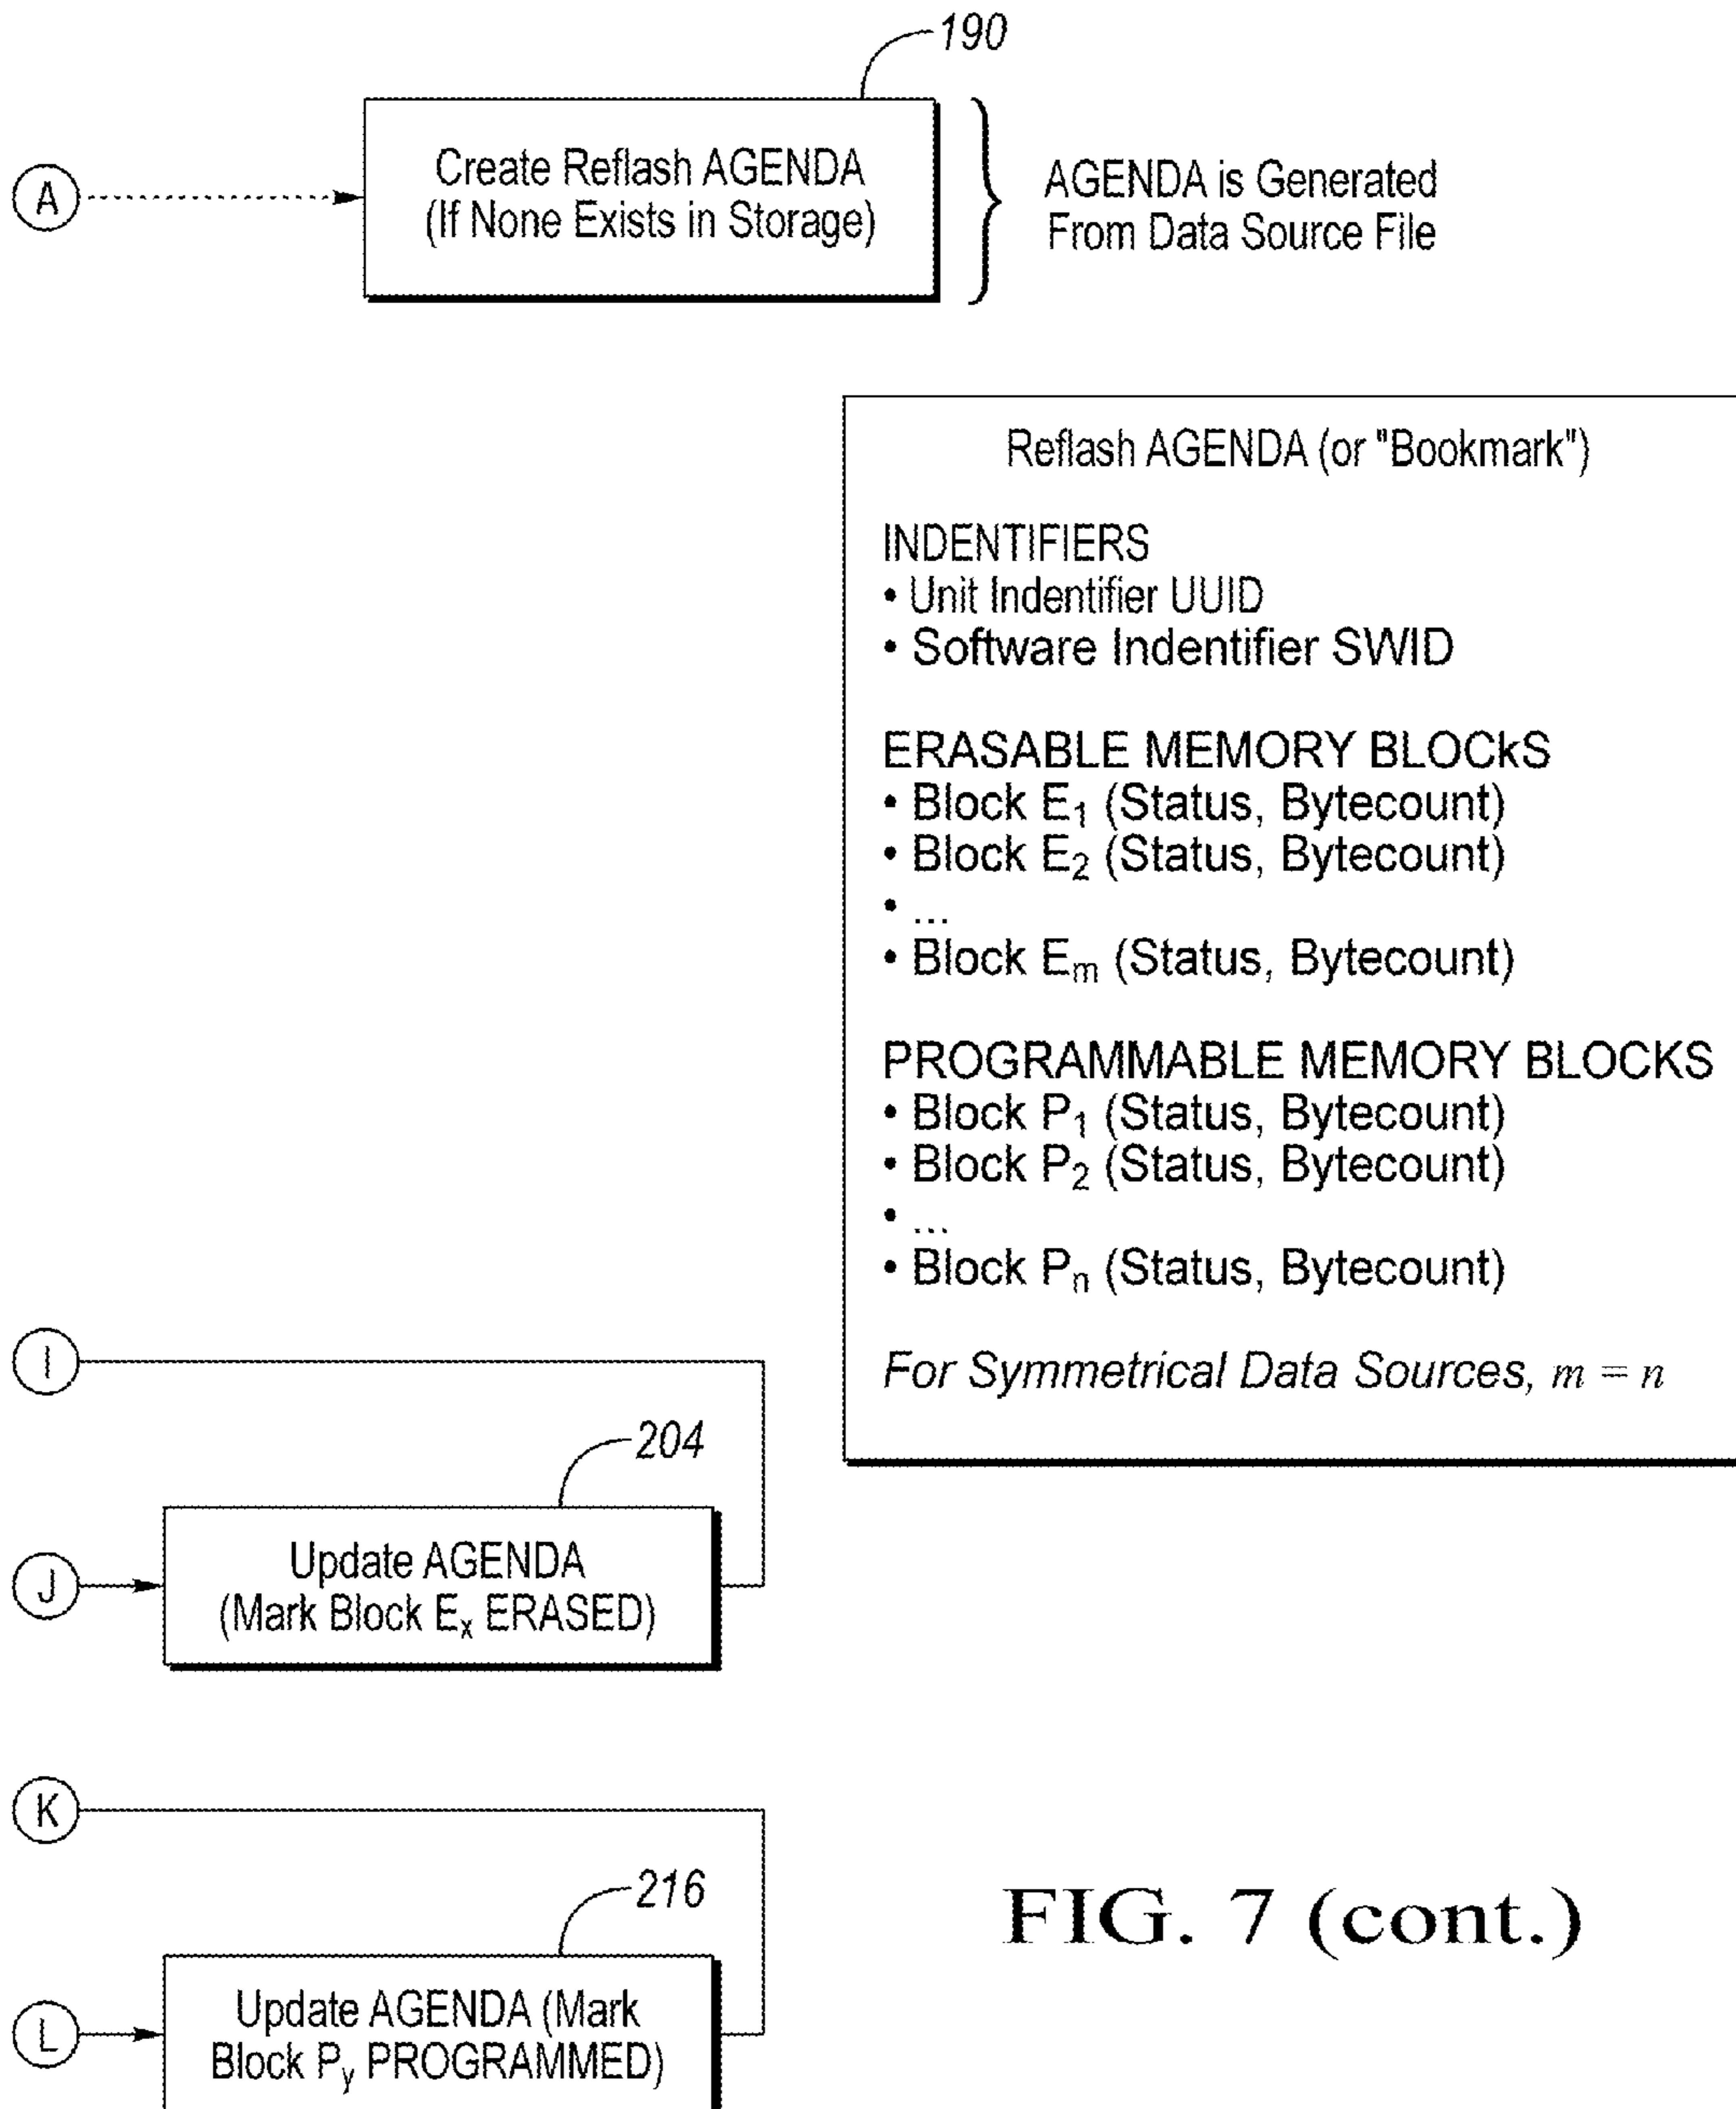 190
A
Create Reflash AGENDA
(If None Exists in Storage)
AGENDA is Generated
From Data Source File
Reflash AGENDA (or "Bookmark")
INDENTIFIERS
• Unit Indentifier UUID
• Software Indentifier SWID
ERASABLE MEMORY BLOCkS
• Block E₁ (Status, Bytecount)
• Block E₂ (Status, Bytecount)
• ...
• Block Eₘ (Status, Bytecount)
PROGRAMMABLE MEMORY BLOCKS
• Block P₁ (Status, Bytecount)
• Block P₂ (Status, Bytecount)
• ...
• Block Pₙ (Status, Bytecount)
For Symmetrical Data Sources, m = n
I
204
J
Update AGENDA
(Mark Block Eₓ ERASED)
K
216
L
Update AGENDA (Mark
Block P_y PROGRAMMED)
FIG. 7 (cont.)